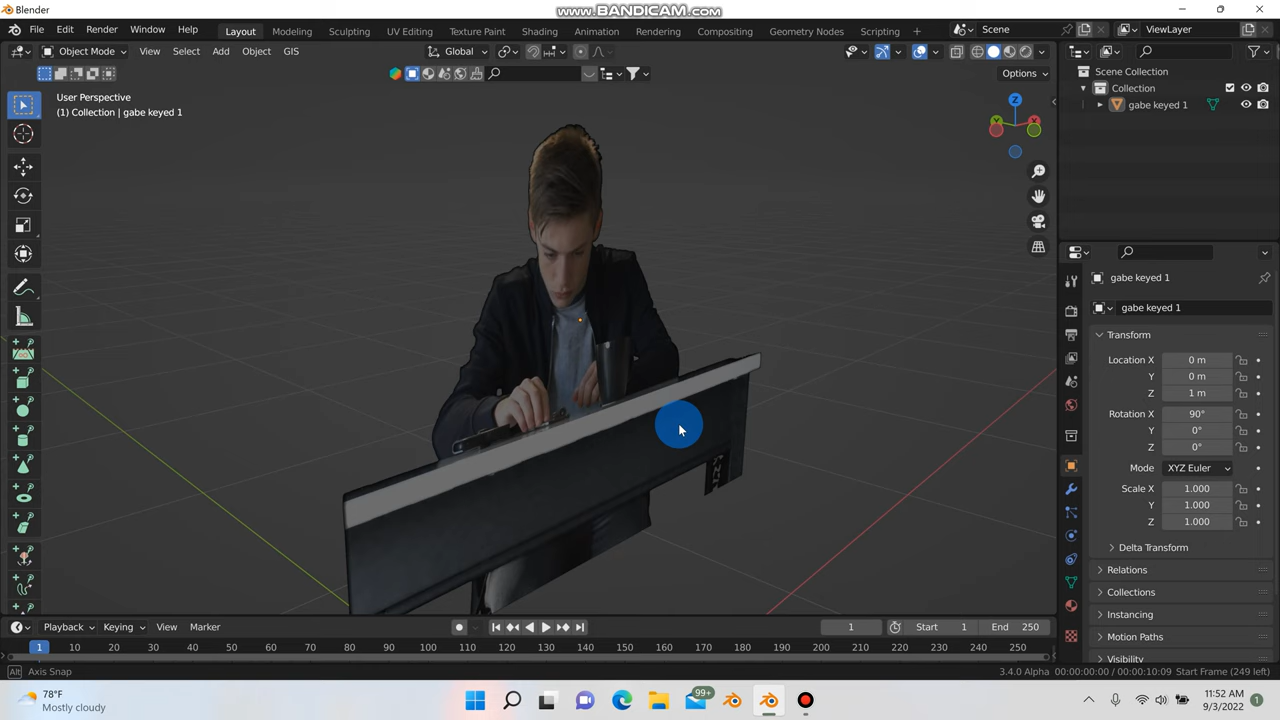 Blender
www.BANDICAM.com
File Edit Render Window Help
Layout Modeling Sculpting UV Editing Texture Paint Shading Animation Rendering Compositing Geometry Nodes Scripting
Scene
ViewLayer
Object Mode View Select Add Object GIS
Global
Options
User Perspective
(1) Collection | gabe keyed 1
Z
Scene Collection
Collection
gabe keyed 1
gabe keyed 1
gabe keyed 1
Transform
Location X 0 m
Y 0 m
Z 1 m
Rotation X 90°
Y 0°
Z 0°
Mode XYZ Euler
Scale X 1.000
Y 1.000
Z 1.000
Delta Transform
Relations
Collections
Instancing
Motion Paths
Visibility
Playback Keying View Marker
1 Start 1 End 250
1 10 20 30 40 50 60 70 80 90 100 110 120 130 140 150 160 170 180 190 200 210 220 230 240 250
Alt Axis Snap
3.4.0 Alpha 00:00:00:00 / 00:00:10:09 Start Frame (249 left)
78°F
Mostly cloudy
99+
11:52 AM
9/3/2022
1